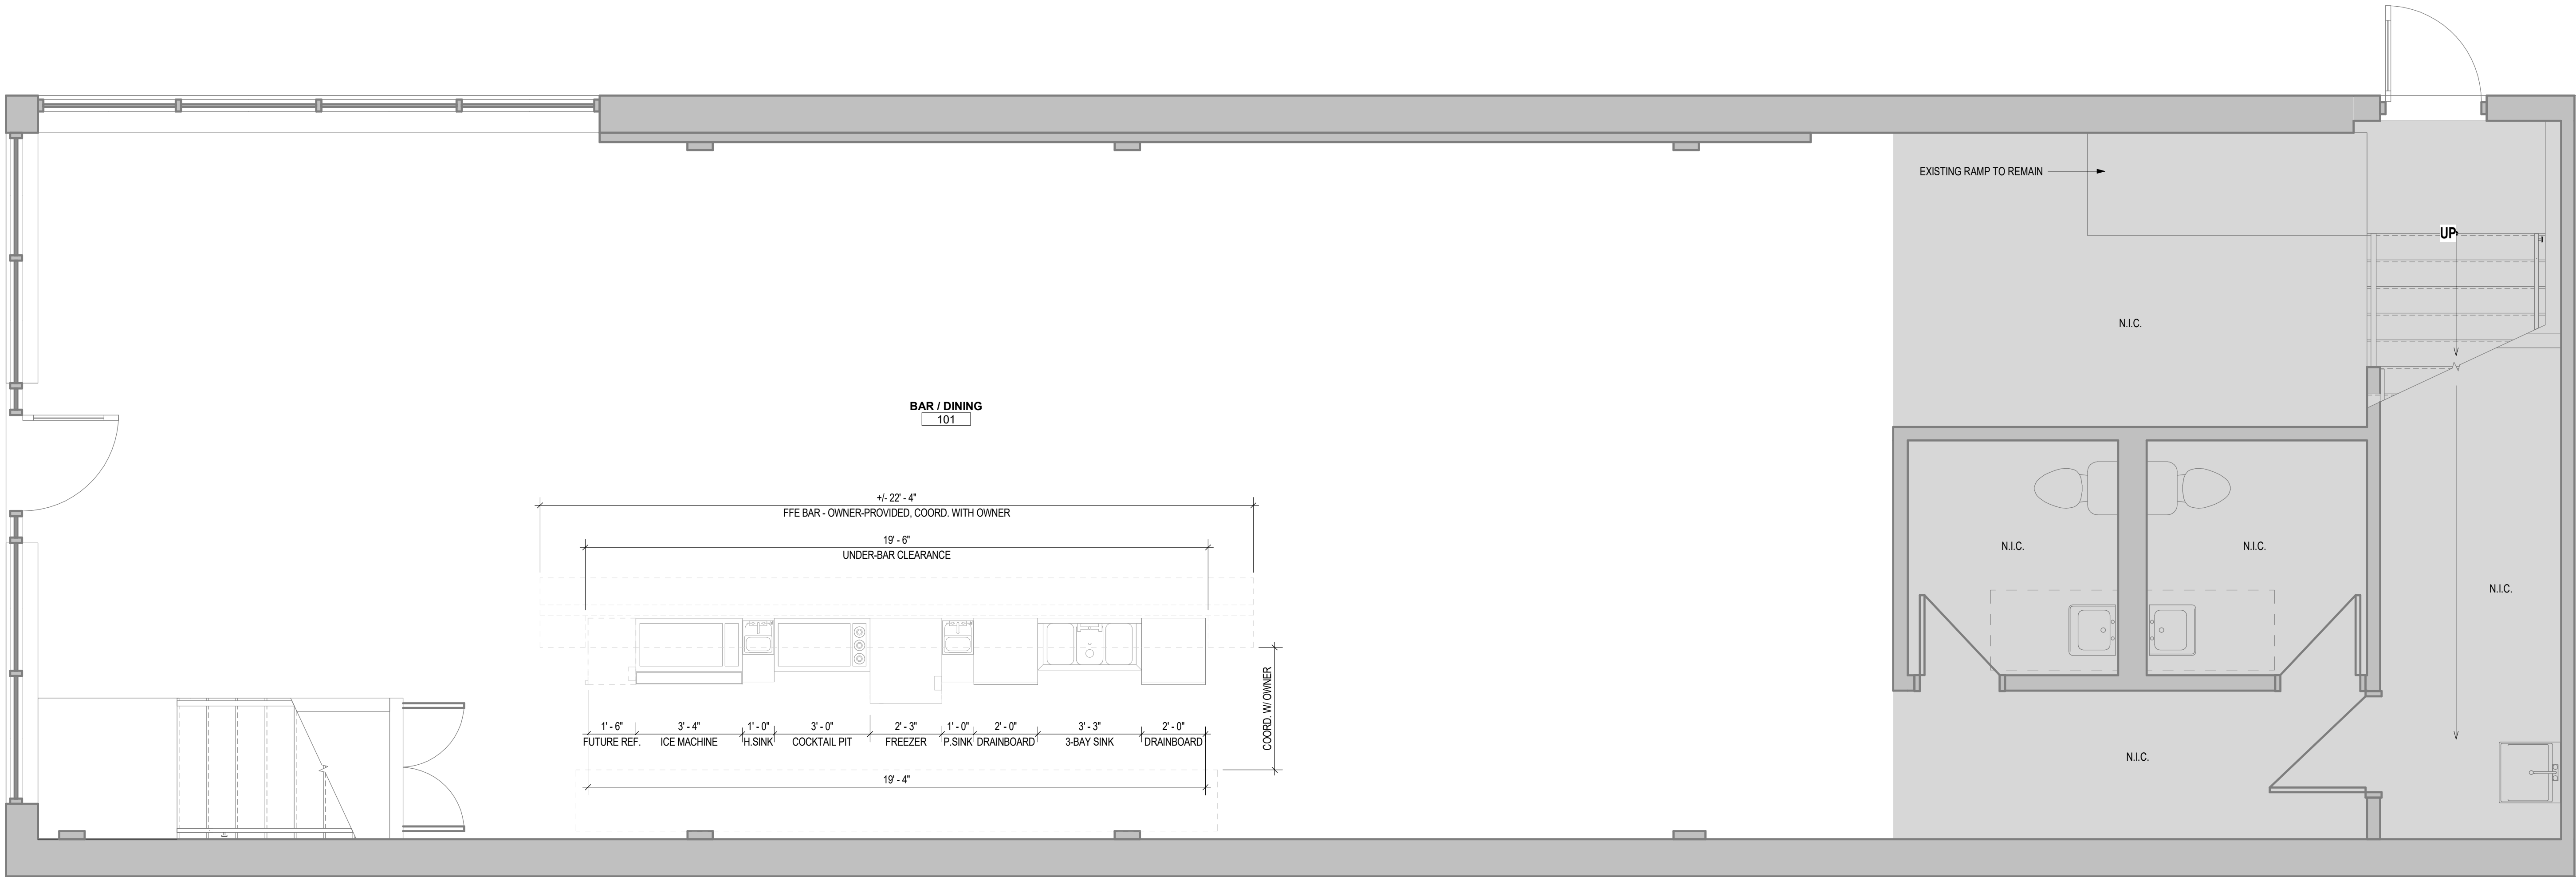 EXISTING RAMP TO REMAIN
UP
N.I.C.
BAR / DINING
101
+/- 22' - 4"
FFE BAR - OWNER-PROVIDED, COORD. WITH OWNER
19' - 6"
UNDER-BAR CLEARANCE
N.I.C.
N.I.C.
N.I.C.
COORD. W/ OWNER
1' - 6" 3' - 4" 1' - 0" 3' - 0" 2' - 3" 1' - 0" 2' - 0" 3' - 3" 2' - 0"
FUTURE REF. ICE MACHINE H.SINK COCKTAIL PIT FREEZER P.SINK DRAINBOARD 3-BAY SINK DRAINBOARD
N.I.C.
19' - 4"